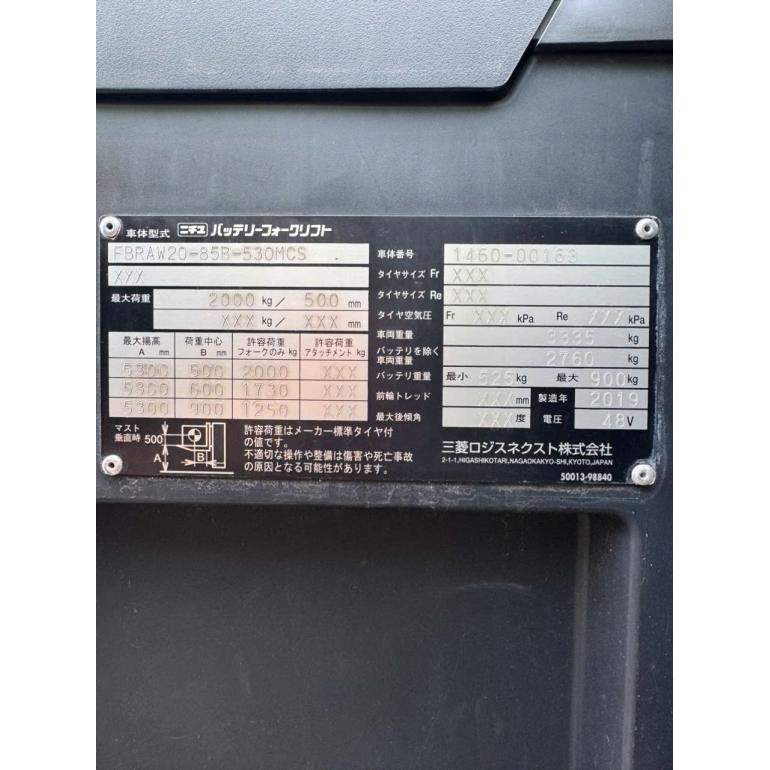 車体型式 ニチユ バッテリーフォークリフト
FBRAW20-85B-530MCS
XXX
最大荷重 2000 kg/ 500 mm
XXX kg/ XXX mm
最大揚高 A mm 荷重中心 B mm 許容荷重 フォークのみ kg 許容荷重 アタッチメント kg
5300 500 2000 XXX
5300 600 1730 XXX
5300 900 1250 XXX
マスト垂直時 500 A B
許容荷重はメーカー標準タイヤ付
の値です。
不適切な操作や整備は傷害や死亡事故
の原因となる可能性があります。
車体番号 1460-00163
タイヤサイズ Fr XXX
タイヤサイズ Re XXX
タイヤ空気圧 Fr XXX kPa Re XXX kPa
車両重量 3335 kg
バッテリを除く車両重量 2760 kg
バッテリ重量 最小 525 kg 最大 900 kg
前輪トレッド XXX mm 製造年 2019
最大後傾角 XXX 度 電圧 48 V
三菱ロジスネクスト株式会社
2-1-1,HIGASHIKOTARI,NAGAOKAKYO-SHI,KYOTO,JAPAN
50013-98840